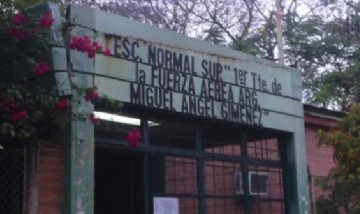 ESC. NORMAL SUP. "1er Tte. de
la FUERZA AEREA ARG.
MIGUEL ANGEL GIMENEZ"